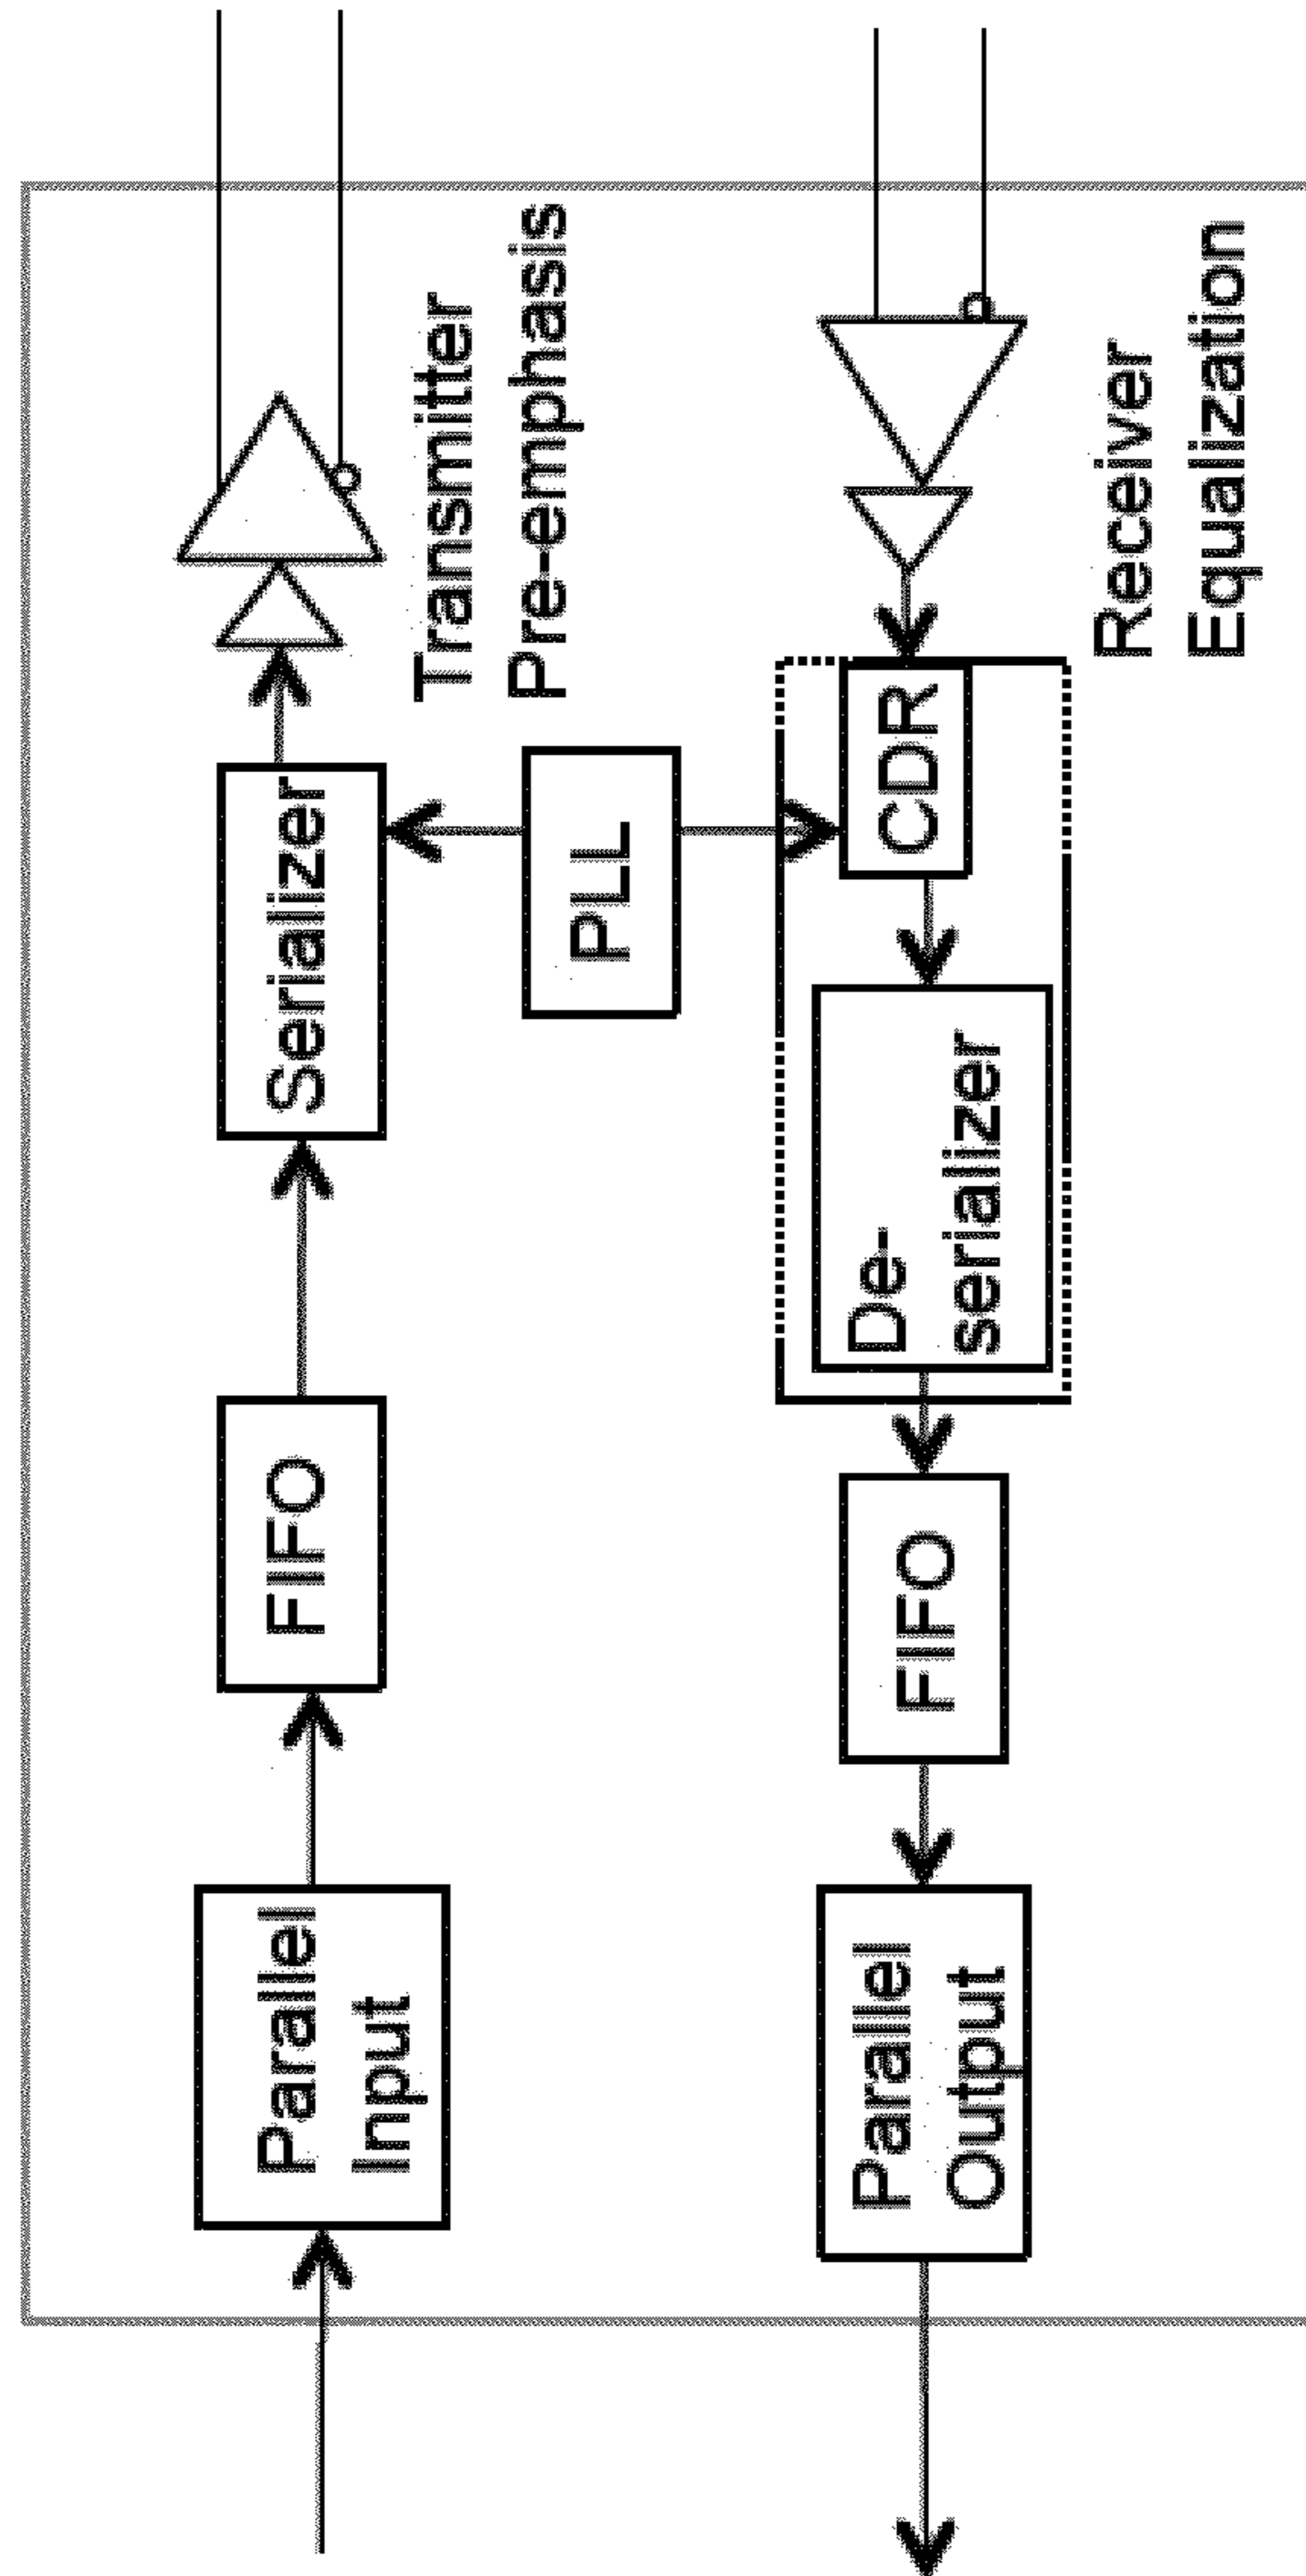 Parallel
Input
FIFO
Serializer
Transmitter
Pre-emphasis
PLL
Parallel
Output
FIFO
De-
serializer
CDR
Receiver
Equalization